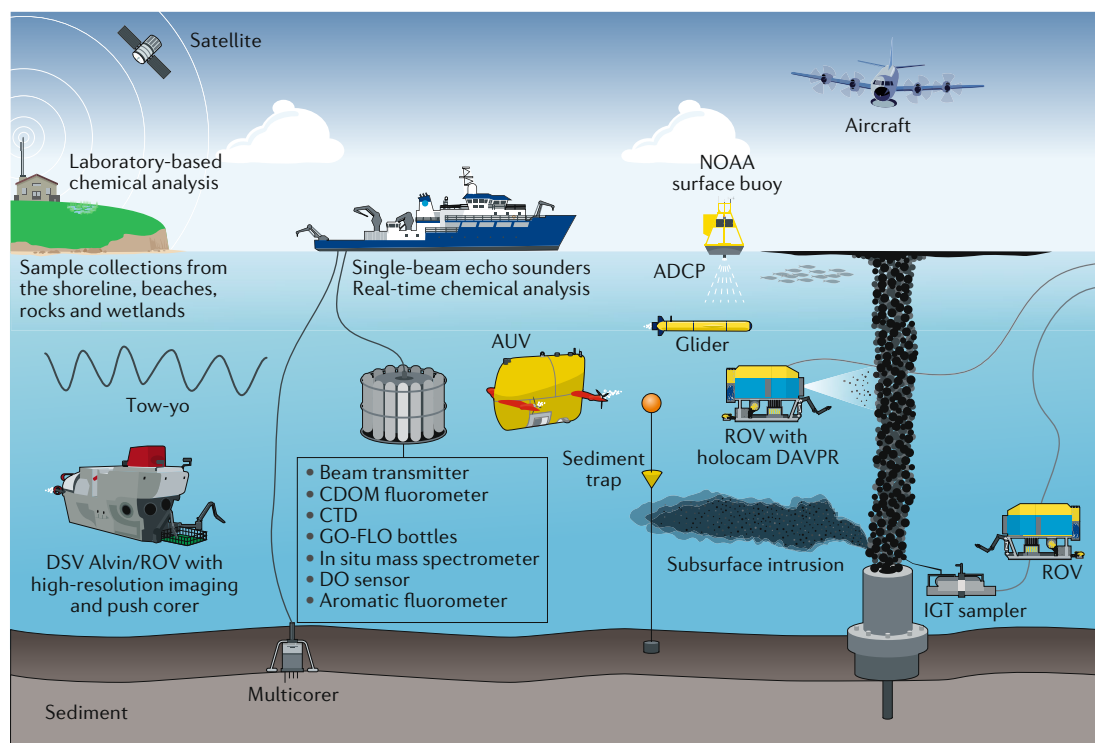 Satellite
Aircraft
Laboratory-based
chemical analysis
NOAA
surface buoy
Sample collections from
the shoreline, beaches,
rocks and wetlands
Single-beam echo sounders
Real-time chemical analysis
ADCP
Glider
AUV
Tow-yo
ROV with
holocam DAVPR
Sediment
trap
• Beam transmitter
• CDOM fluorometer
• CTD
• GO-FLO bottles
• In situ mass spectrometer
• DO sensor
• Aromatic fluorometer
DSV Alvin/ROV with
high-resolution imaging
and push corer
Subsurface intrusion
ROV
IGT sampler
Multicorer
Sediment